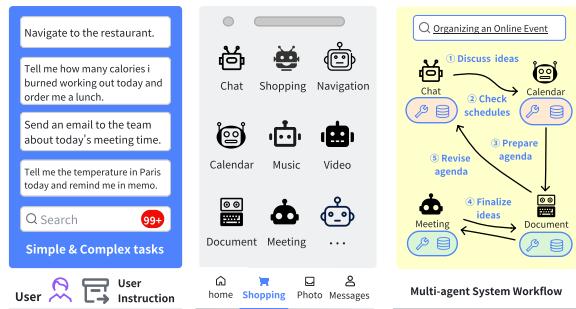 Navigate to the restaurant.
Tell me how many calories i
burned working out today and
order me a lunch.
Send an email to the team
about today's meeting time.
Tell me the temperature in Paris
today and remind me in memo.
Search
99+
Simple & Complex tasks
User
User
Instruction
Chat
Shopping
Navigation
Calendar
Music
Video
Document
Meeting
...
home
Shopping
Photo
Messages
Organizing an Online Event
① Discuss ideas
Chat
Calendar
② Check
schedules
③ Prepare
agenda
⑤ Revise
agenda
④ Finalize
ideas
Meeting
Document
Multi-agent System Workflow